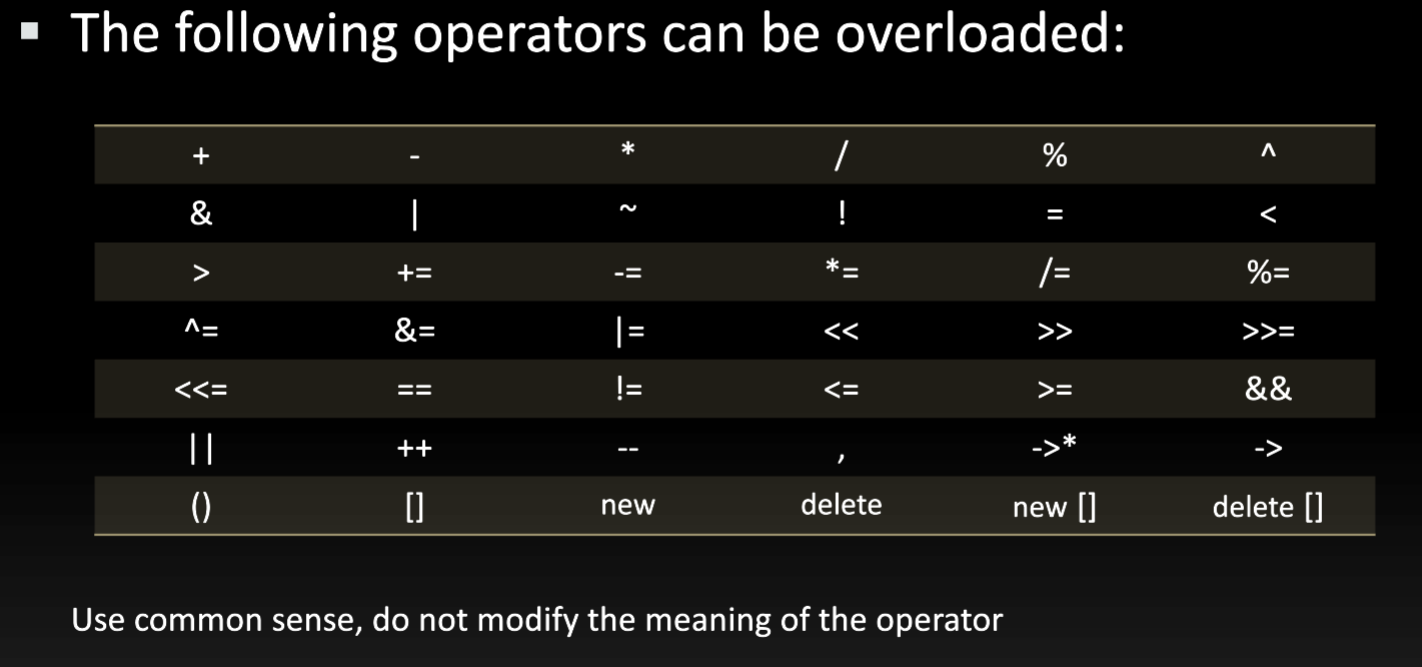 ▪ The following operators can be overloaded:
+ - * / % ^
& | ~ ! = <
> += -= *= /= %=
^= &= |= << >> >>=
<<= == != <= >= &&
|| ++ -- , ->* ->
() [] new delete new [] delete []
Use common sense, do not modify the meaning of the operator